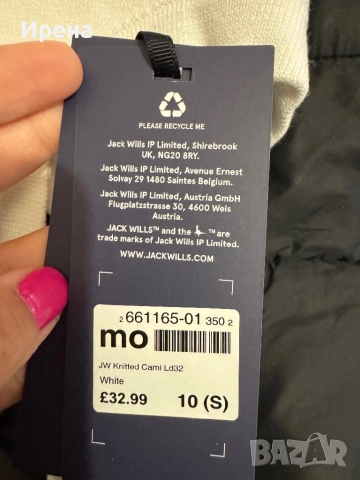 Ирена
PLEASE RECYCLE ME
Jack Wills IP Limited, Shirebrook
UK, NG20 8RY.
Jack Wills IP Limited, Avenue Ernest
Solvay 29 1480 Saintes Belgium.
Jack Wills IP Limited, Austria GmbH
Flugplatzstrasse 30, 4600 Weis
Austria.
JACK WILLS™ and the ™ are
trade marks of Jack Wills IP Limited.
WWW.JACKWILLS.COM
2 661165-01 350 2
mo
JW Knitted Cami Ld32
White
£32.99 10 (S)
BAZAR